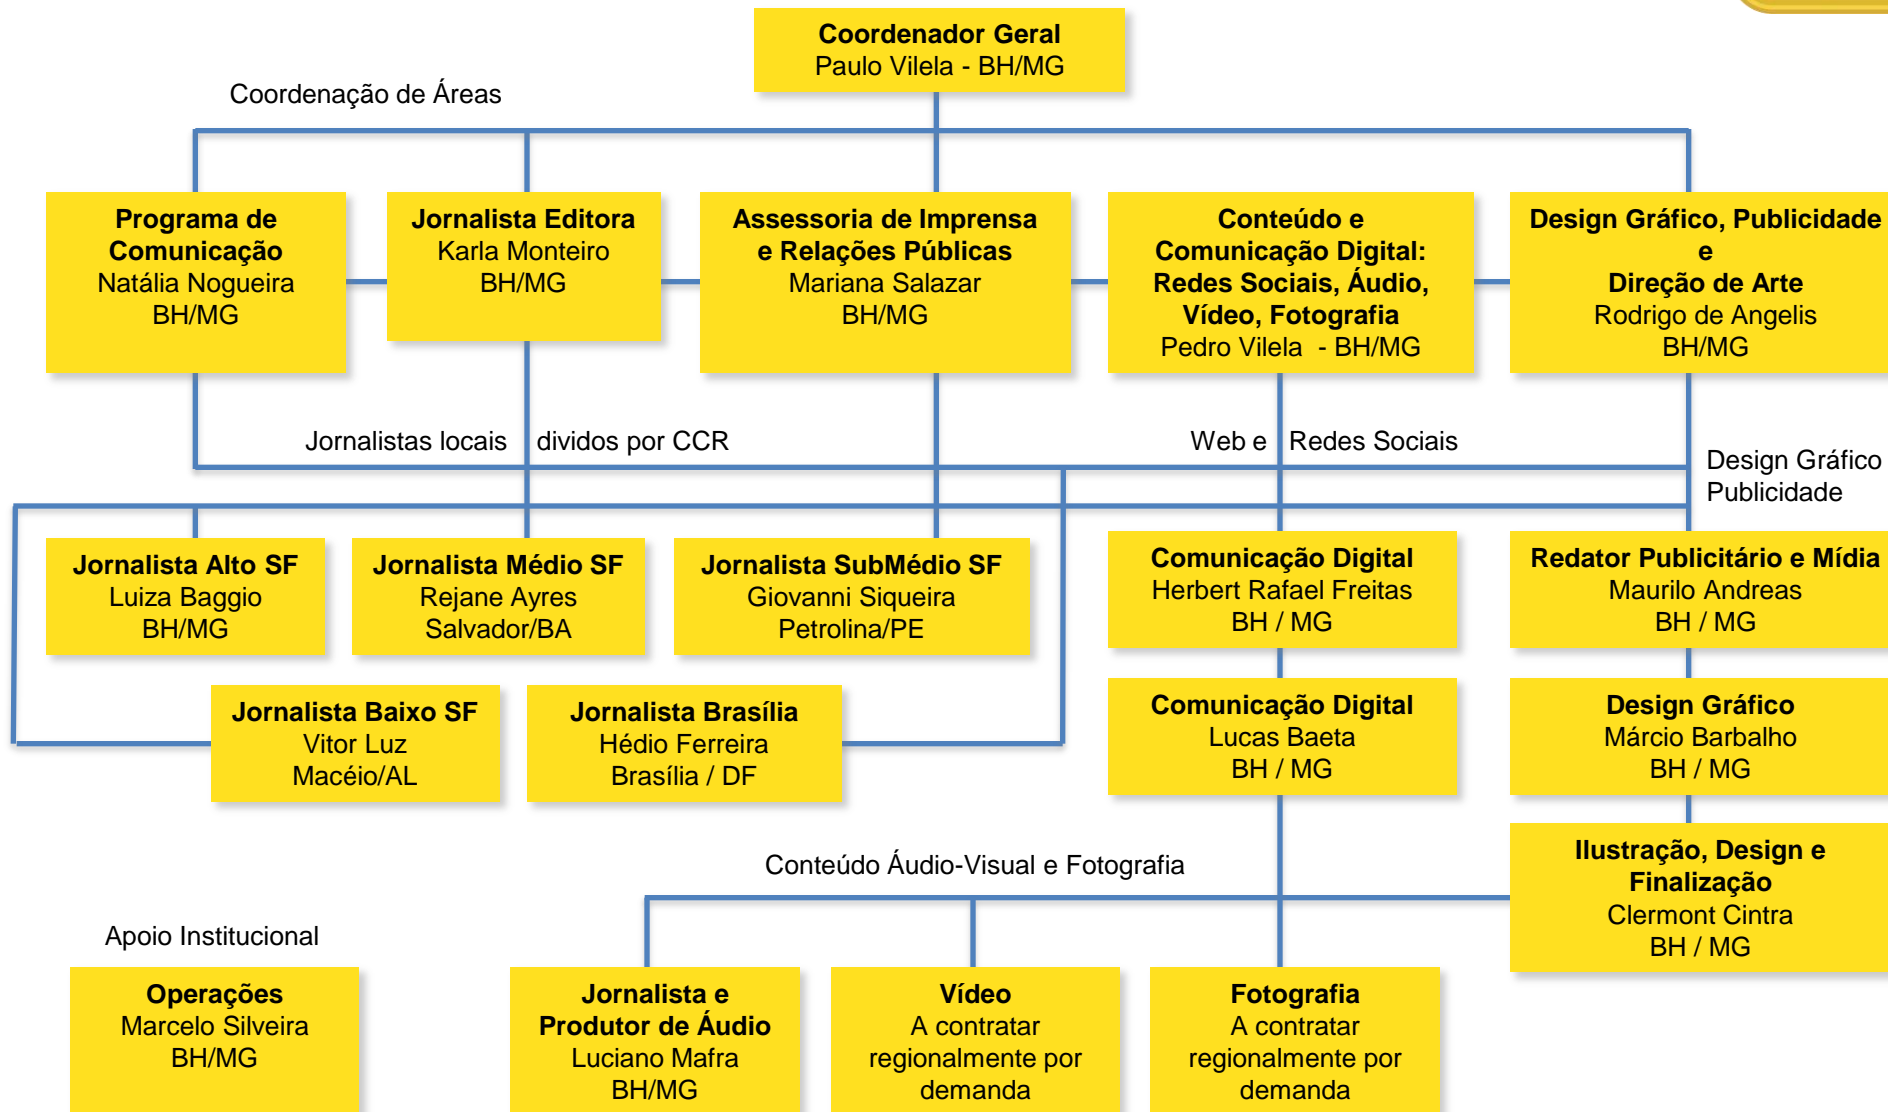 Coordenador Geral
Paulo Vilela - BH/MG
Coordenação de Áreas
Programa de
Comunicação
Natália Nogueira
BH/MG
Jornalista Editora
Karla Monteiro
BH/MG
Assessoria de Imprensa
e Relações Públicas
Mariana Salazar
BH/MG
Conteúdo e
Comunicação Digital:
Redes Sociais, Áudio,
Vídeo, Fotografia
Pedro Vilela - BH/MG
Design Gráfico, Publicidade
e
Direção de Arte
Rodrigo de Angelis
BH/MG
Jornalistas locais dividos por CCR
Web e Redes Sociais
Design Gráfico
Publicidade
Jornalista Alto SF
Luiza Baggio
BH/MG
Jornalista Médio SF
Rejane Ayres
Salvador/BA
Jornalista SubMédio SF
Giovanni Siqueira
Petrolina/PE
Comunicação Digital
Herbert Rafael Freitas
BH / MG
Redator Publicitário e Mídia
Maurilo Andreas
BH / MG
Jornalista Baixo SF
Vitor Luz
Macéio/AL
Jornalista Brasília
Hédio Ferreira
Brasília / DF
Comunicação Digital
Lucas Baeta
BH / MG
Design Gráfico
Márcio Barbalho
BH / MG
Conteúdo Áudio-Visual e Fotografia
Ilustração, Design e
Finalização
Clermont Cintra
BH / MG
Apoio Institucional
Operações
Marcelo Silveira
BH/MG
Jornalista e
Produtor de Áudio
Luciano Mafra
BH/MG
Vídeo
A contratar
regionalmente por
demanda
Fotografia
A contratar
regionalmente por
demanda